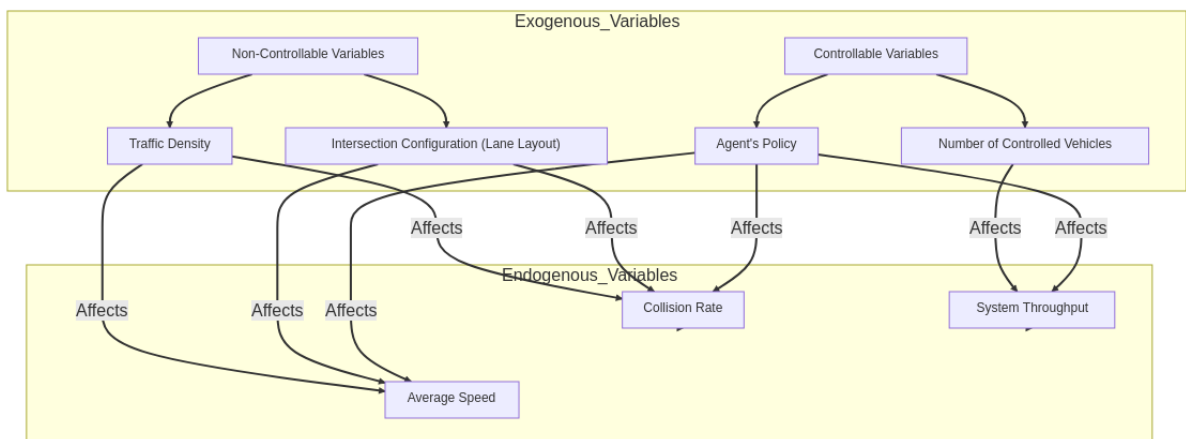 Exogenous_Variables
Non-Controllable Variables
Controllable Variables
Traffic Density
Intersection Configuration (Lane Layout)
Agent's Policy
Number of Controlled Vehicles
Affects
Affects
Affects
Affects
Affects
Endogenous_Variables
Affects
Affects
Affects
Collision Rate
System Throughput
Average Speed